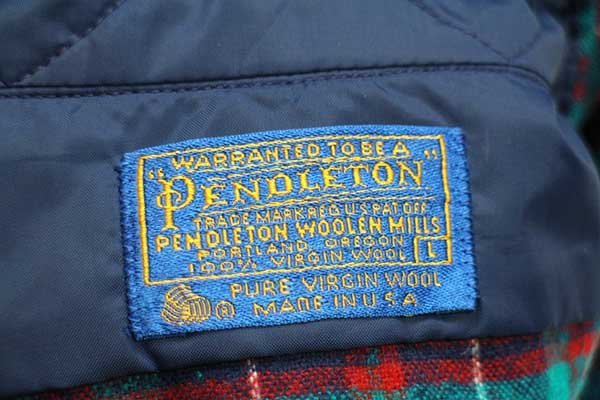 "WARRANTED TO BE A
PENDLETON"
TRADE MARK REG. U.S. PAT. OFF.
PENDLETON WOOLEN MILLS
PORTLAND, OREGON
100% VIRGIN WOOL
L
PURE VIRGIN WOOL
® MADE IN U.S.A